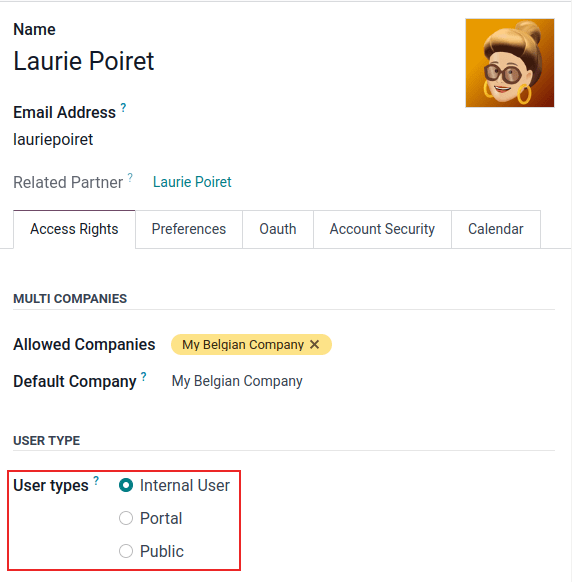 Name
Laurie Poiret
Email Address ?
lauriepoiret
Related Partner ? Laurie Poiret
Access Rights Preferences Oauth Account Security Calendar
MULTI COMPANIES
Allowed Companies My Belgian Company ✕
Default Company ? My Belgian Company
USER TYPE
User types ? Internal User
Portal
Public